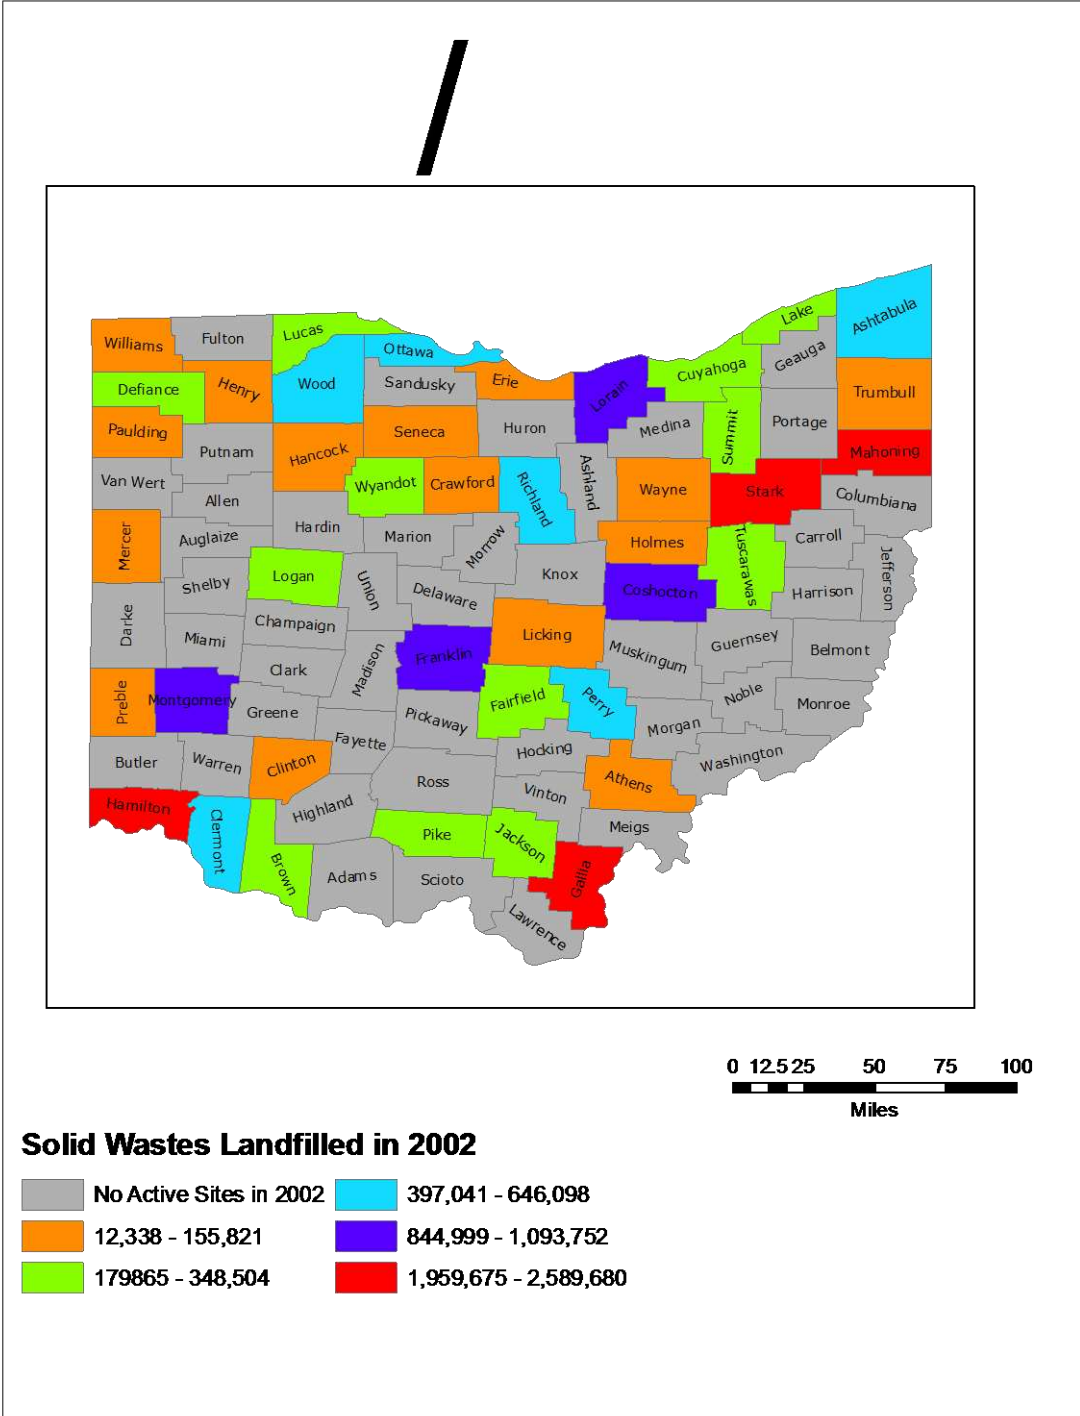 Williams
Fulton
Lucas
Ottawa
Wood
Henry
Defiance
Paulding
Sandusky
Erie
Lorain
Cuyahoga
Lake
Geauga
Ashtabula
Trumbull
Mahoning
Portage
Summit
Medina
Huron
Seneca
Hancock
Putnam
Van Wert
Allen
Wyandot
Crawford
Richland
Ashland
Wayne
Stark
Columbiana
Mercer
Auglaize
Hardin
Marion
Morrow
Holmes
Tuscarawas
Carroll
Jefferson
Shelby
Logan
Union
Delaware
Knox
Coshocton
Harrison
Darke
Miami
Champaign
Clark
Madison
Franklin
Licking
Muskingum
Guernsey
Belmont
Preble
Montgomery
Greene
Pickaway
Fairfield
Perry
Morgan
Noble
Monroe
Butler
Warren
Clinton
Fayette
Ross
Hocking
Athens
Washington
Hamilton
Clermont
Brown
Highland
Pike
Vinton
Jackson
Meigs
Adams
Scioto
Gallia
Lawrence
0 12.5 25 50 75 100
Miles
Solid Wastes Landfilled in 2002
No Active Sites in 2002
397,041 - 646,098
12,338 - 155,821
844,999 - 1,093,752
179865 - 348,504
1,959,675 - 2,589,680